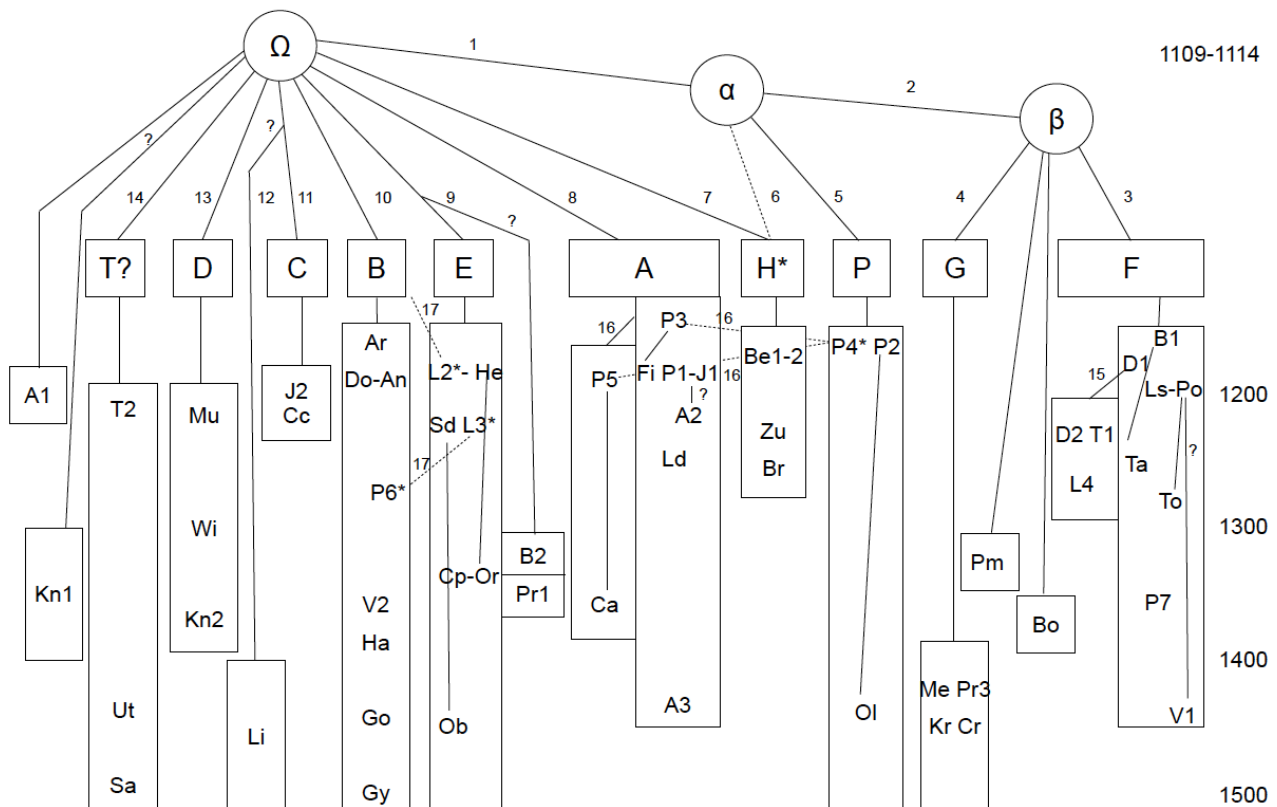 Ω
1
1109-1114
α
2
β
?
?
14
13
12
11
10
9
?
8
7
6
5
4
3
T?
D
C
B
E
A
H*
P
G
F
17
16
P3
16
Ar
B1
P4* P2
Be1-2
L2*- He
Do-An
P5
Fi P1-J1
16
D1
15
A1
J2
Cc
T2
Mu
?
A2
Ls-Po
1200
Sd L3*
Zu
D2 T1
17
Ld
Br
Ta
?
P6*
L4
To
Wi
1300
B2
Pm
Cp-Or
Kn1
Pr1
V2
Ca
P7
Kn2
Bo
Ha
1400
Me Pr3
Ut
Go
Ob
A3
Ol
Kr Cr
V1
Li
Sa
Gy
1500